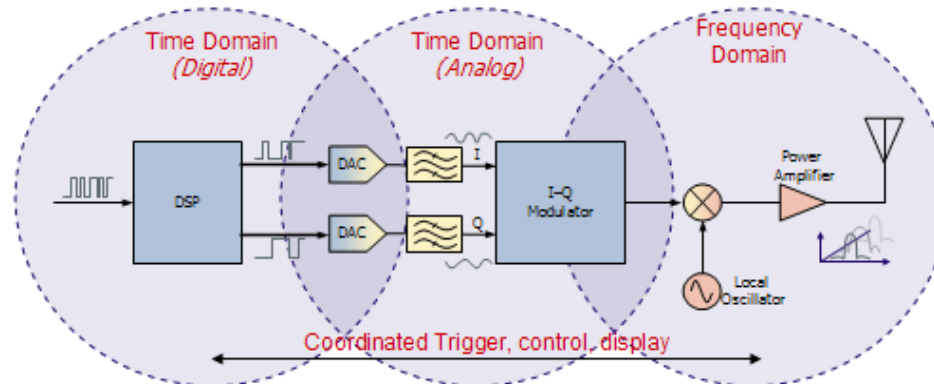 Time Domain
(Digital)
Time Domain
(Analog)
Frequency
Domain
DSP
DAC
DAC
I
Q
I-Q
Modulator
Power
Amplifier
Local
Oscillator
Coordinated Trigger, control, display